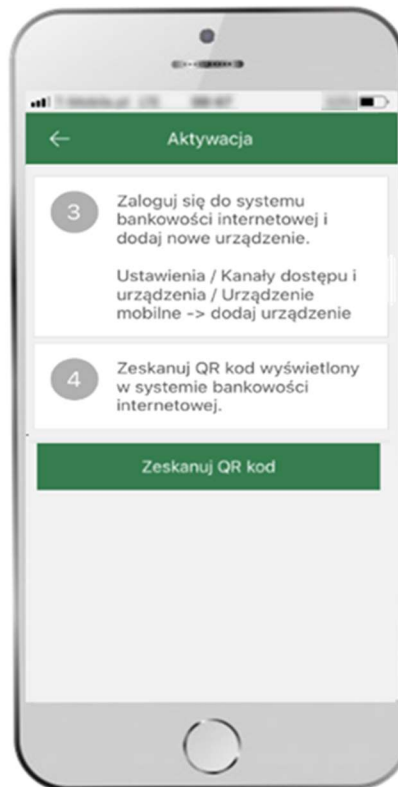 Aktywacja
3
Zaloguj się do systemu
bankowości internetowej i
dodaj nowe urządzenie.
Ustawienia / Kanały dostępu i
urządzenia / Urządzenie
mobilne -> dodaj urządzenie
4
Zeskanuj QR kod wyświetlony
w systemie bankowości
internetowej.
Zeskanuj QR kod